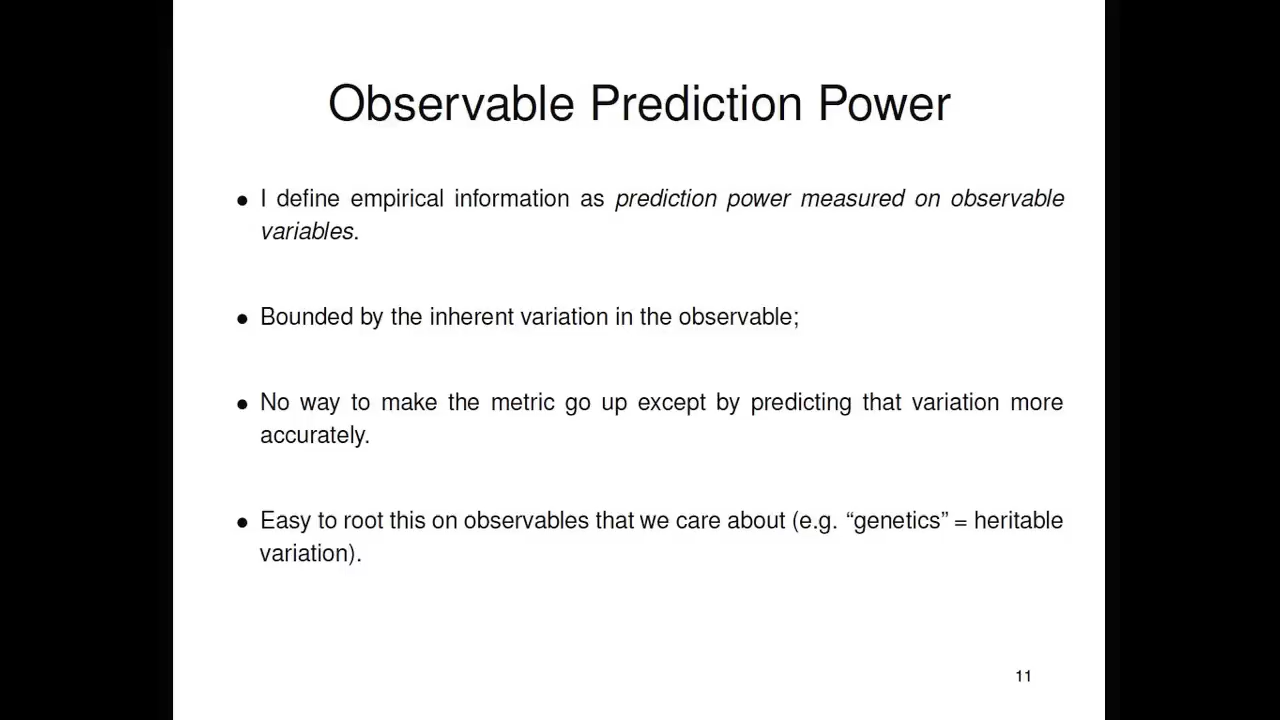 Observable Prediction Power
• I define empirical information as prediction power measured on observable
variables.
• Bounded by the inherent variation in the observable;
• No way to make the metric go up except by predicting that variation more
accurately.
• Easy to root this on observables that we care about (e.g. “genetics” = heritable
variation).
11